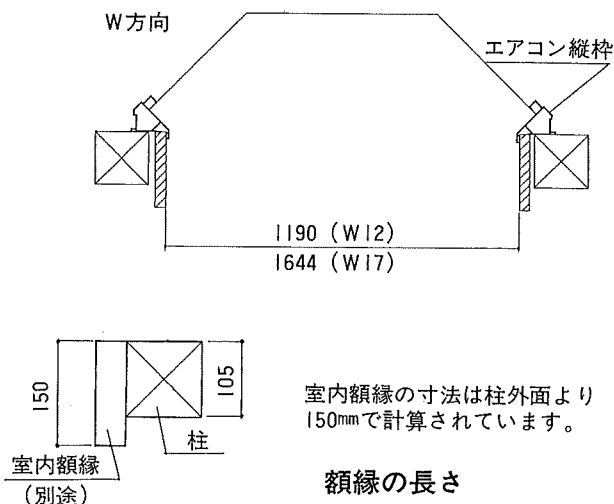 W方向
エアコン縦枠
1190 (W12)
1644 (W17)
150
105
柱
室内額縁
(別途)
室内額縁の寸法は柱外面より
150mmで計算されています。
額縁の長さ